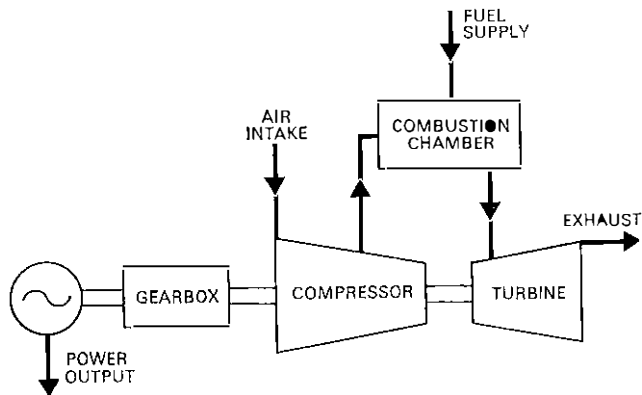 FUEL
SUPPLY
AIR
INTAKE
COMBUSTION
CHAMBER
EXHAUST
GEARBOX
COMPRESSOR
TURBINE
POWER
OUTPUT